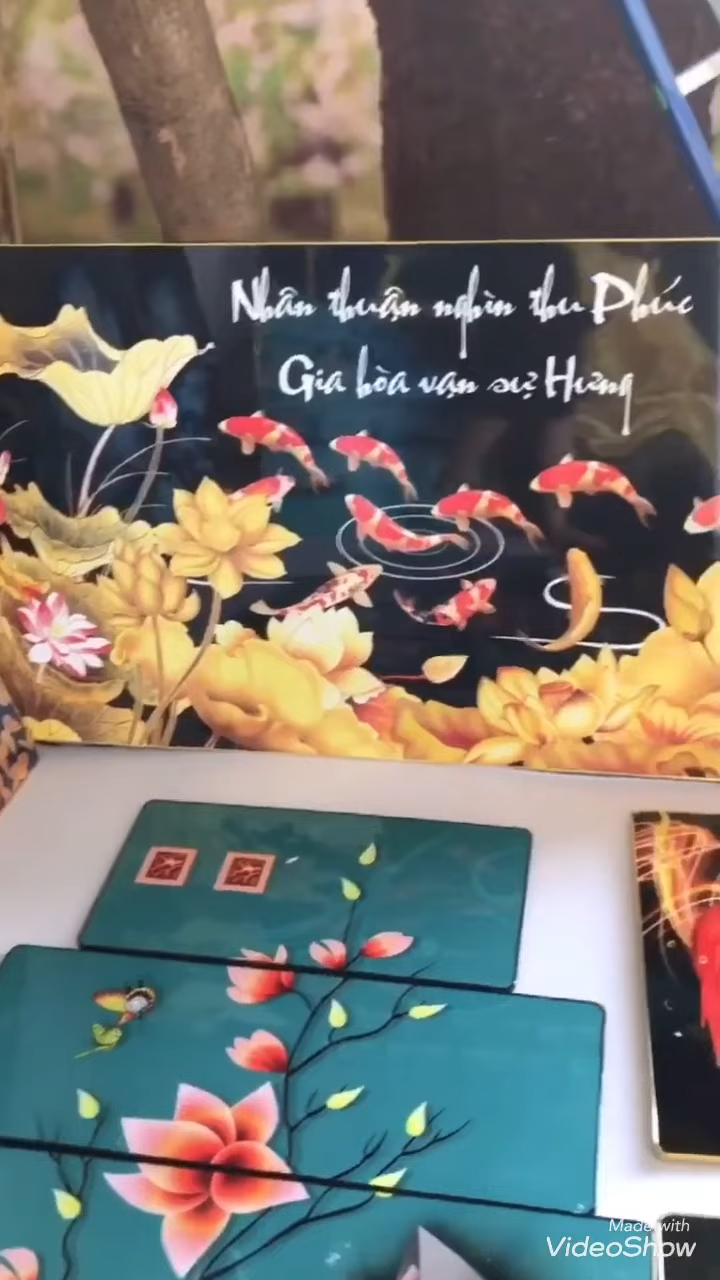 Nhân thuận nghìn thu Phúc
Gia hòa vạn sự Hưng
Made with
VideoShow